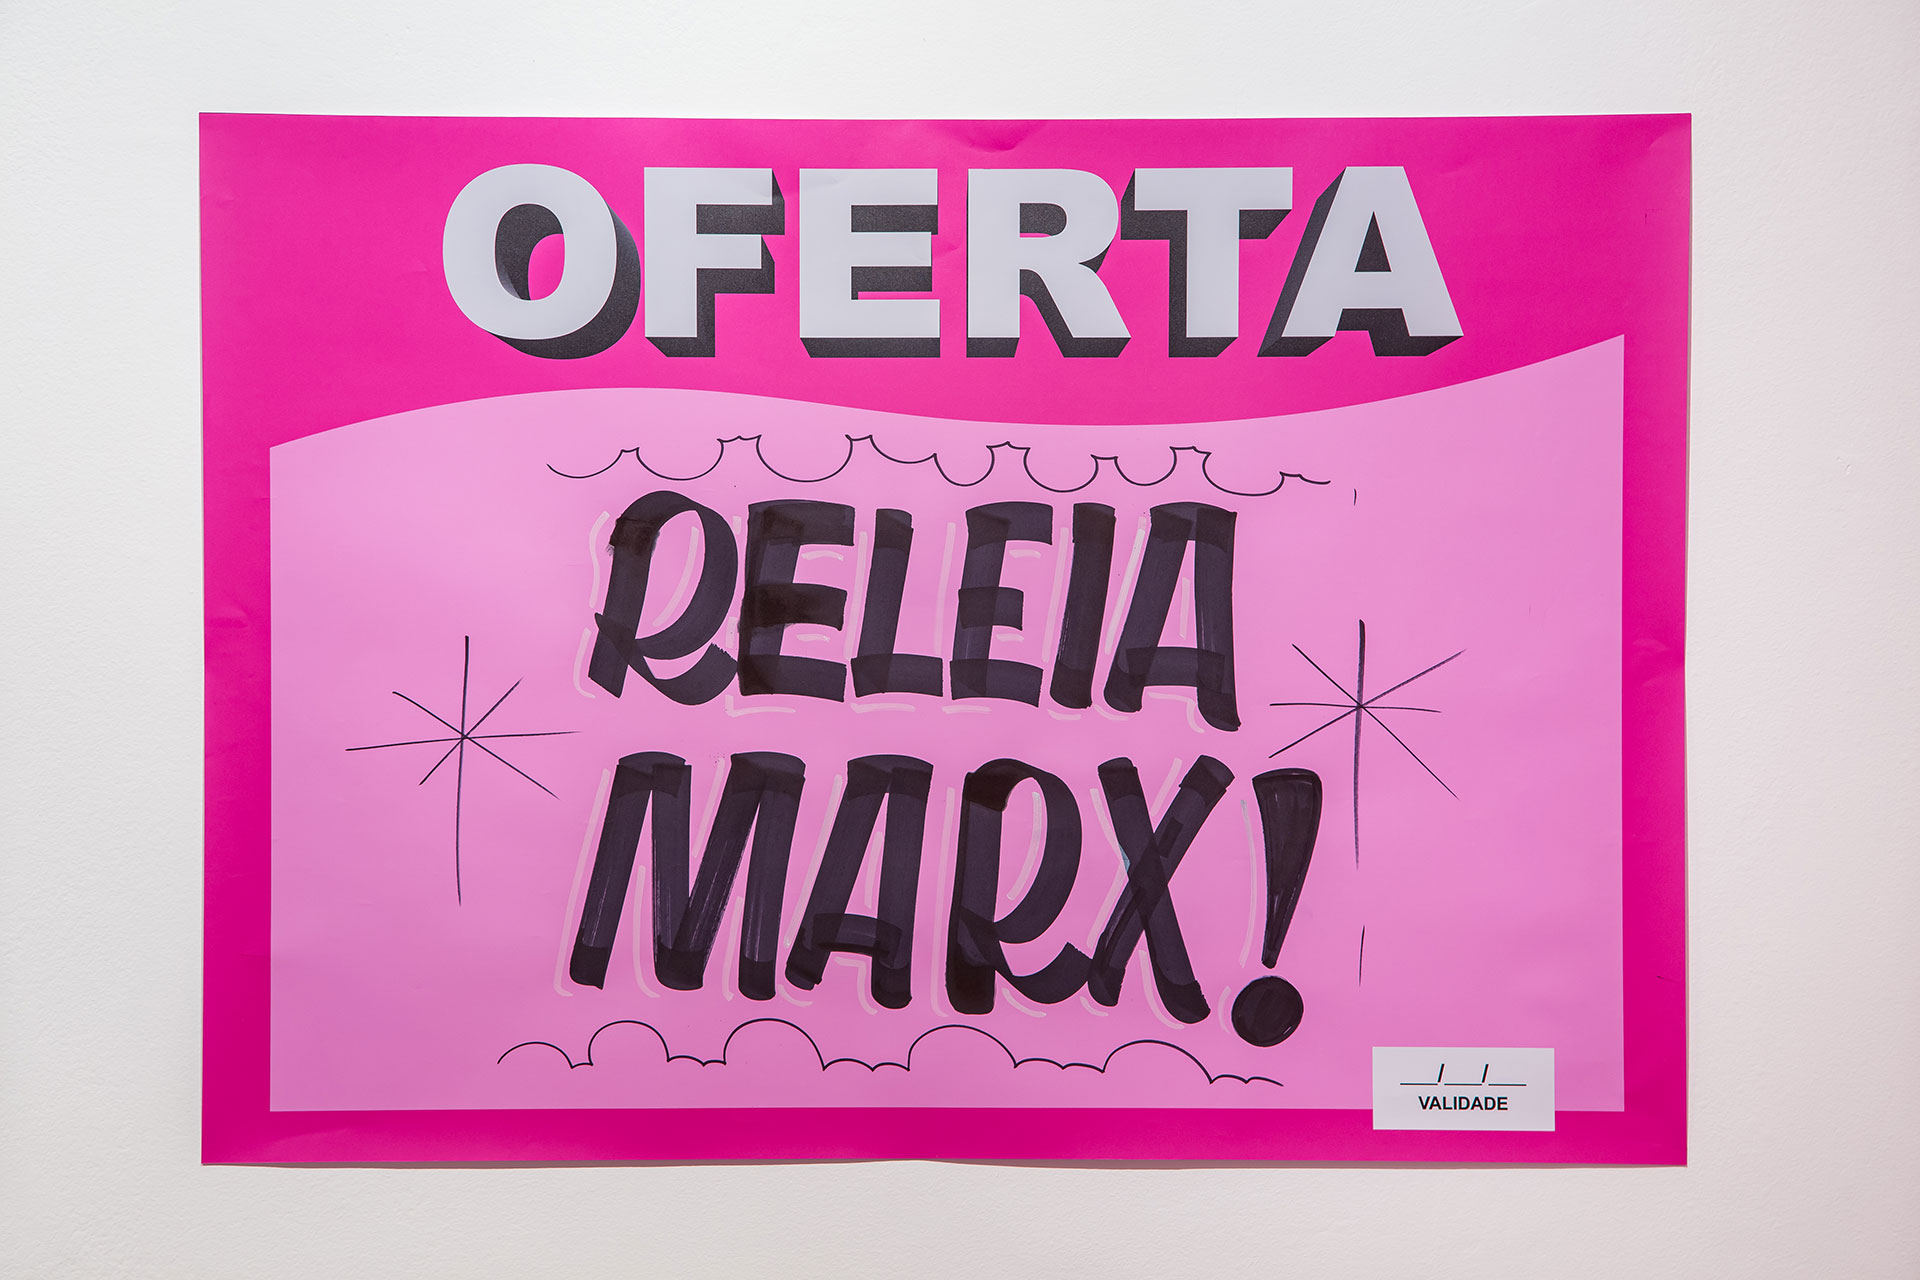 OFERTA
RELEIA
MARX!
__/__/__
VALIDADE